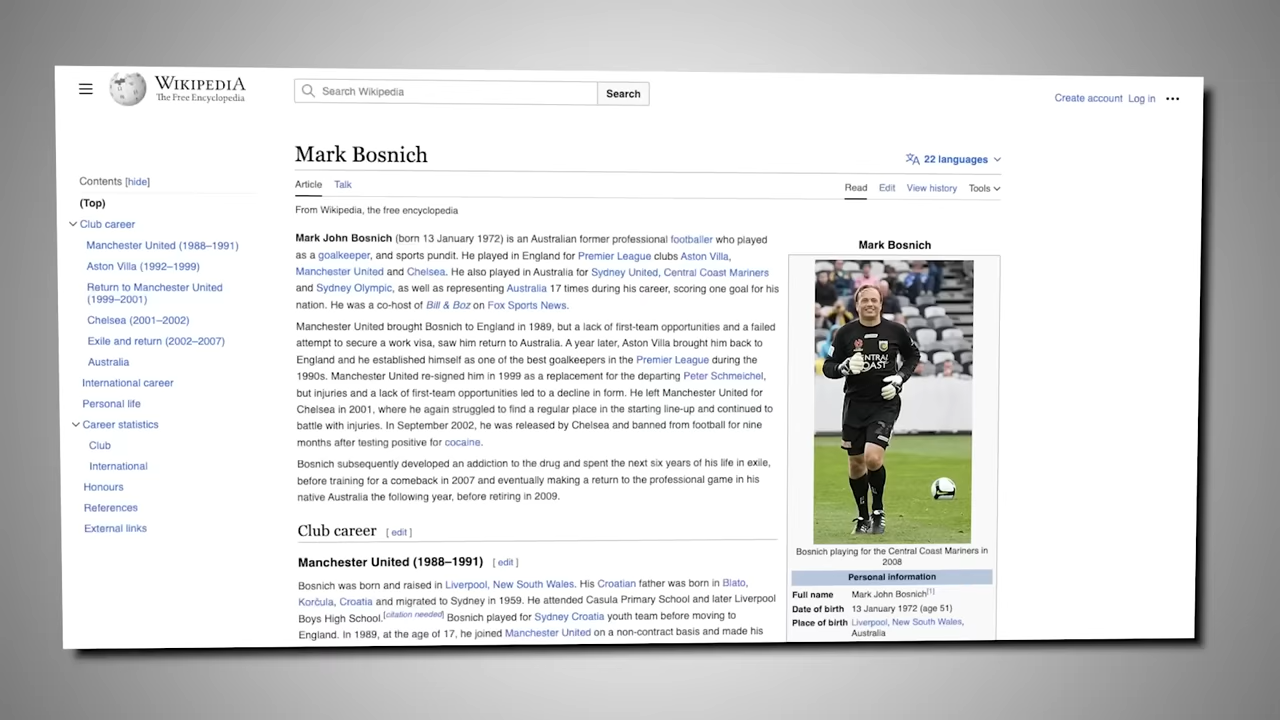 WIKIPEDIA
The Free Encyclopedia
Search Wikipedia
Search
Create account Log in
Mark Bosnich
22 languages
Article Talk
Read Edit View history Tools
From Wikipedia, the free encyclopedia
Contents [hide]
(Top)
Club career
Manchester United (1988–1991)
Aston Villa (1992–1999)
Return to Manchester United
(1999–2001)
Chelsea (2001–2002)
Exile and return (2002–2007)
Australia
International career
Personal life
Career statistics
Club
International
Honours
References
External links
Mark John Bosnich (born 13 January 1972) is an Australian former professional footballer who played
as a goalkeeper, and sports pundit. He played in England for Premier League clubs Aston Villa,
Manchester United and Chelsea. He also played in Australia for Sydney United, Central Coast Mariners
and Sydney Olympic, as well as representing Australia 17 times during his career, scoring one goal for his
nation. He was a co-host of Bill & Boz on Fox Sports News.
Manchester United brought Bosnich to England in 1989, but a lack of first-team opportunities and a failed
attempt to secure a work visa, saw him return to Australia. A year later, Aston Villa brought him back to
England and he established himself as one of the best goalkeepers in the Premier League during the
1990s. Manchester United re-signed him in 1999 as a replacement for the departing Peter Schmeichel,
but injuries and a lack of first-team opportunities led to a decline in form. He left Manchester United for
Chelsea in 2001, where he again struggled to find a regular place in the starting line-up and continued to
battle with injuries. In September 2002, he was released by Chelsea and banned from football for nine
months after testing positive for cocaine.
Bosnich subsequently developed an addiction to the drug and spent the next six years of his life in exile,
before training for a comeback in 2007 and eventually making a return to the professional game in his
native Australia the following year, before retiring in 2009.
Club career [ edit ]
Manchester United (1988–1991) [ edit ]
Bosnich was born and raised in Liverpool, New South Wales. His Croatian father was born in Blato,
Korčula, Croatia and migrated to Sydney in 1959. He attended Casula Primary School and later Liverpool
Boys High School.[citation needed] Bosnich played for Sydney Croatia youth team before moving to
England. In 1989, at the age of 17, he joined Manchester United on a non-contract basis and made his
Mark Bosnich
CENTRAL
COAST
Bosnich playing for the Central Coast Mariners in
2008
Personal information
Full name Mark John Bosnich[1]
Date of birth 13 January 1972 (age 51)
Place of birth Liverpool, New South Wales,
Australia